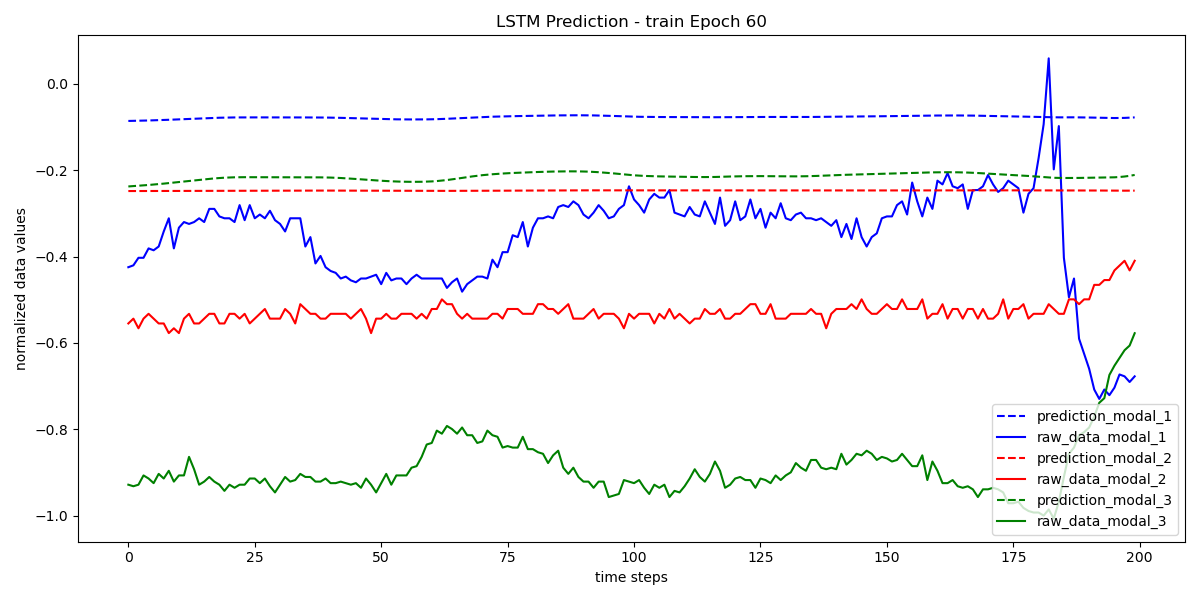 LSTM Prediction - train Epoch 60
normalized data values
0.0
−0.2
−0.4
−0.6
−0.8
−1.0
prediction_modal_1
raw_data_modal_1
prediction_modal_2
raw_data_modal_2
prediction_modal_3
raw_data_modal_3
0 25 50 75 100 125 150 175 200
time steps